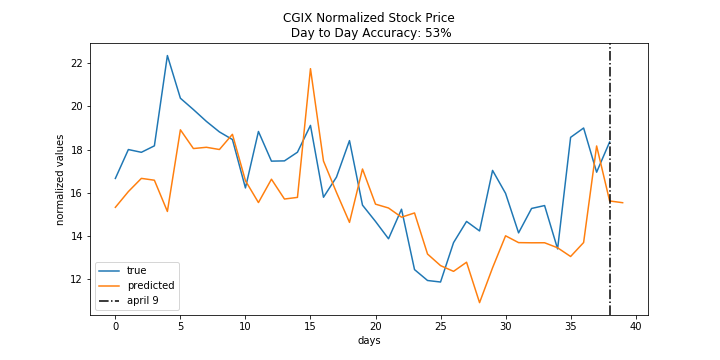 CGIX Normalized Stock Price
Day to Day Accuracy: 53%
22
20
18
16
14
12
normalized values
true
predicted
april 9
0 5 10 15 20 25 30 35 40
days